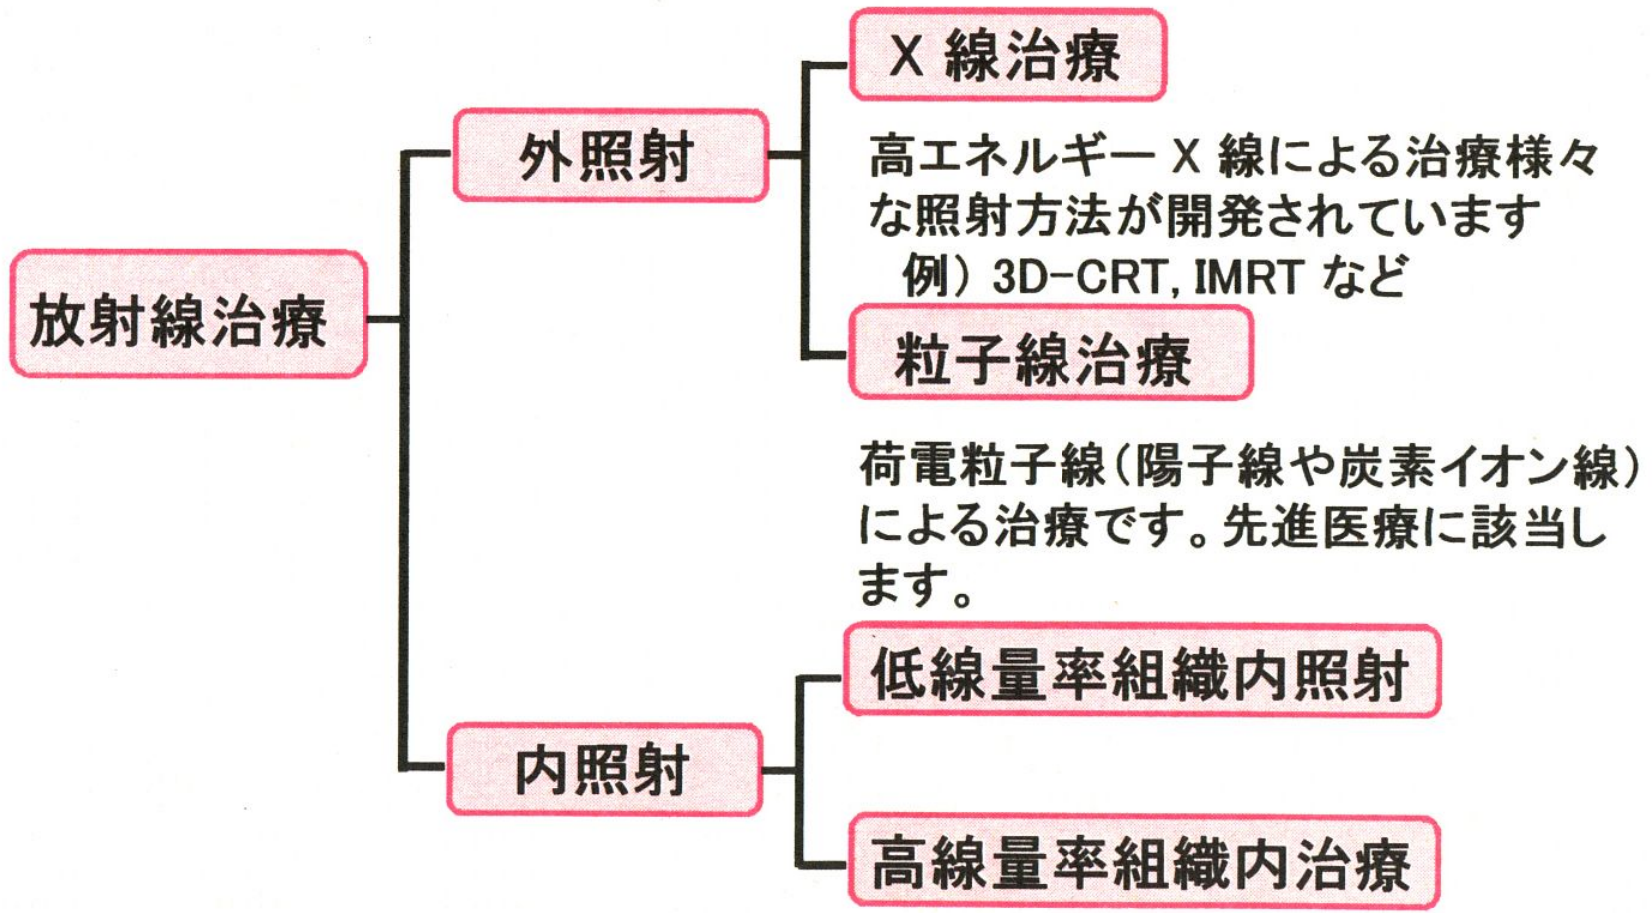 放射線治療
外照射
X 線治療
高エネルギー X 線による治療様々
な照射方法が開発されています
例) 3D-CRT, IMRT など
粒子線治療
荷電粒子線(陽子線や炭素イオン線)
による治療です。先進医療に該当し
ます。
内照射
低線量率組織内照射
高線量率組織内治療